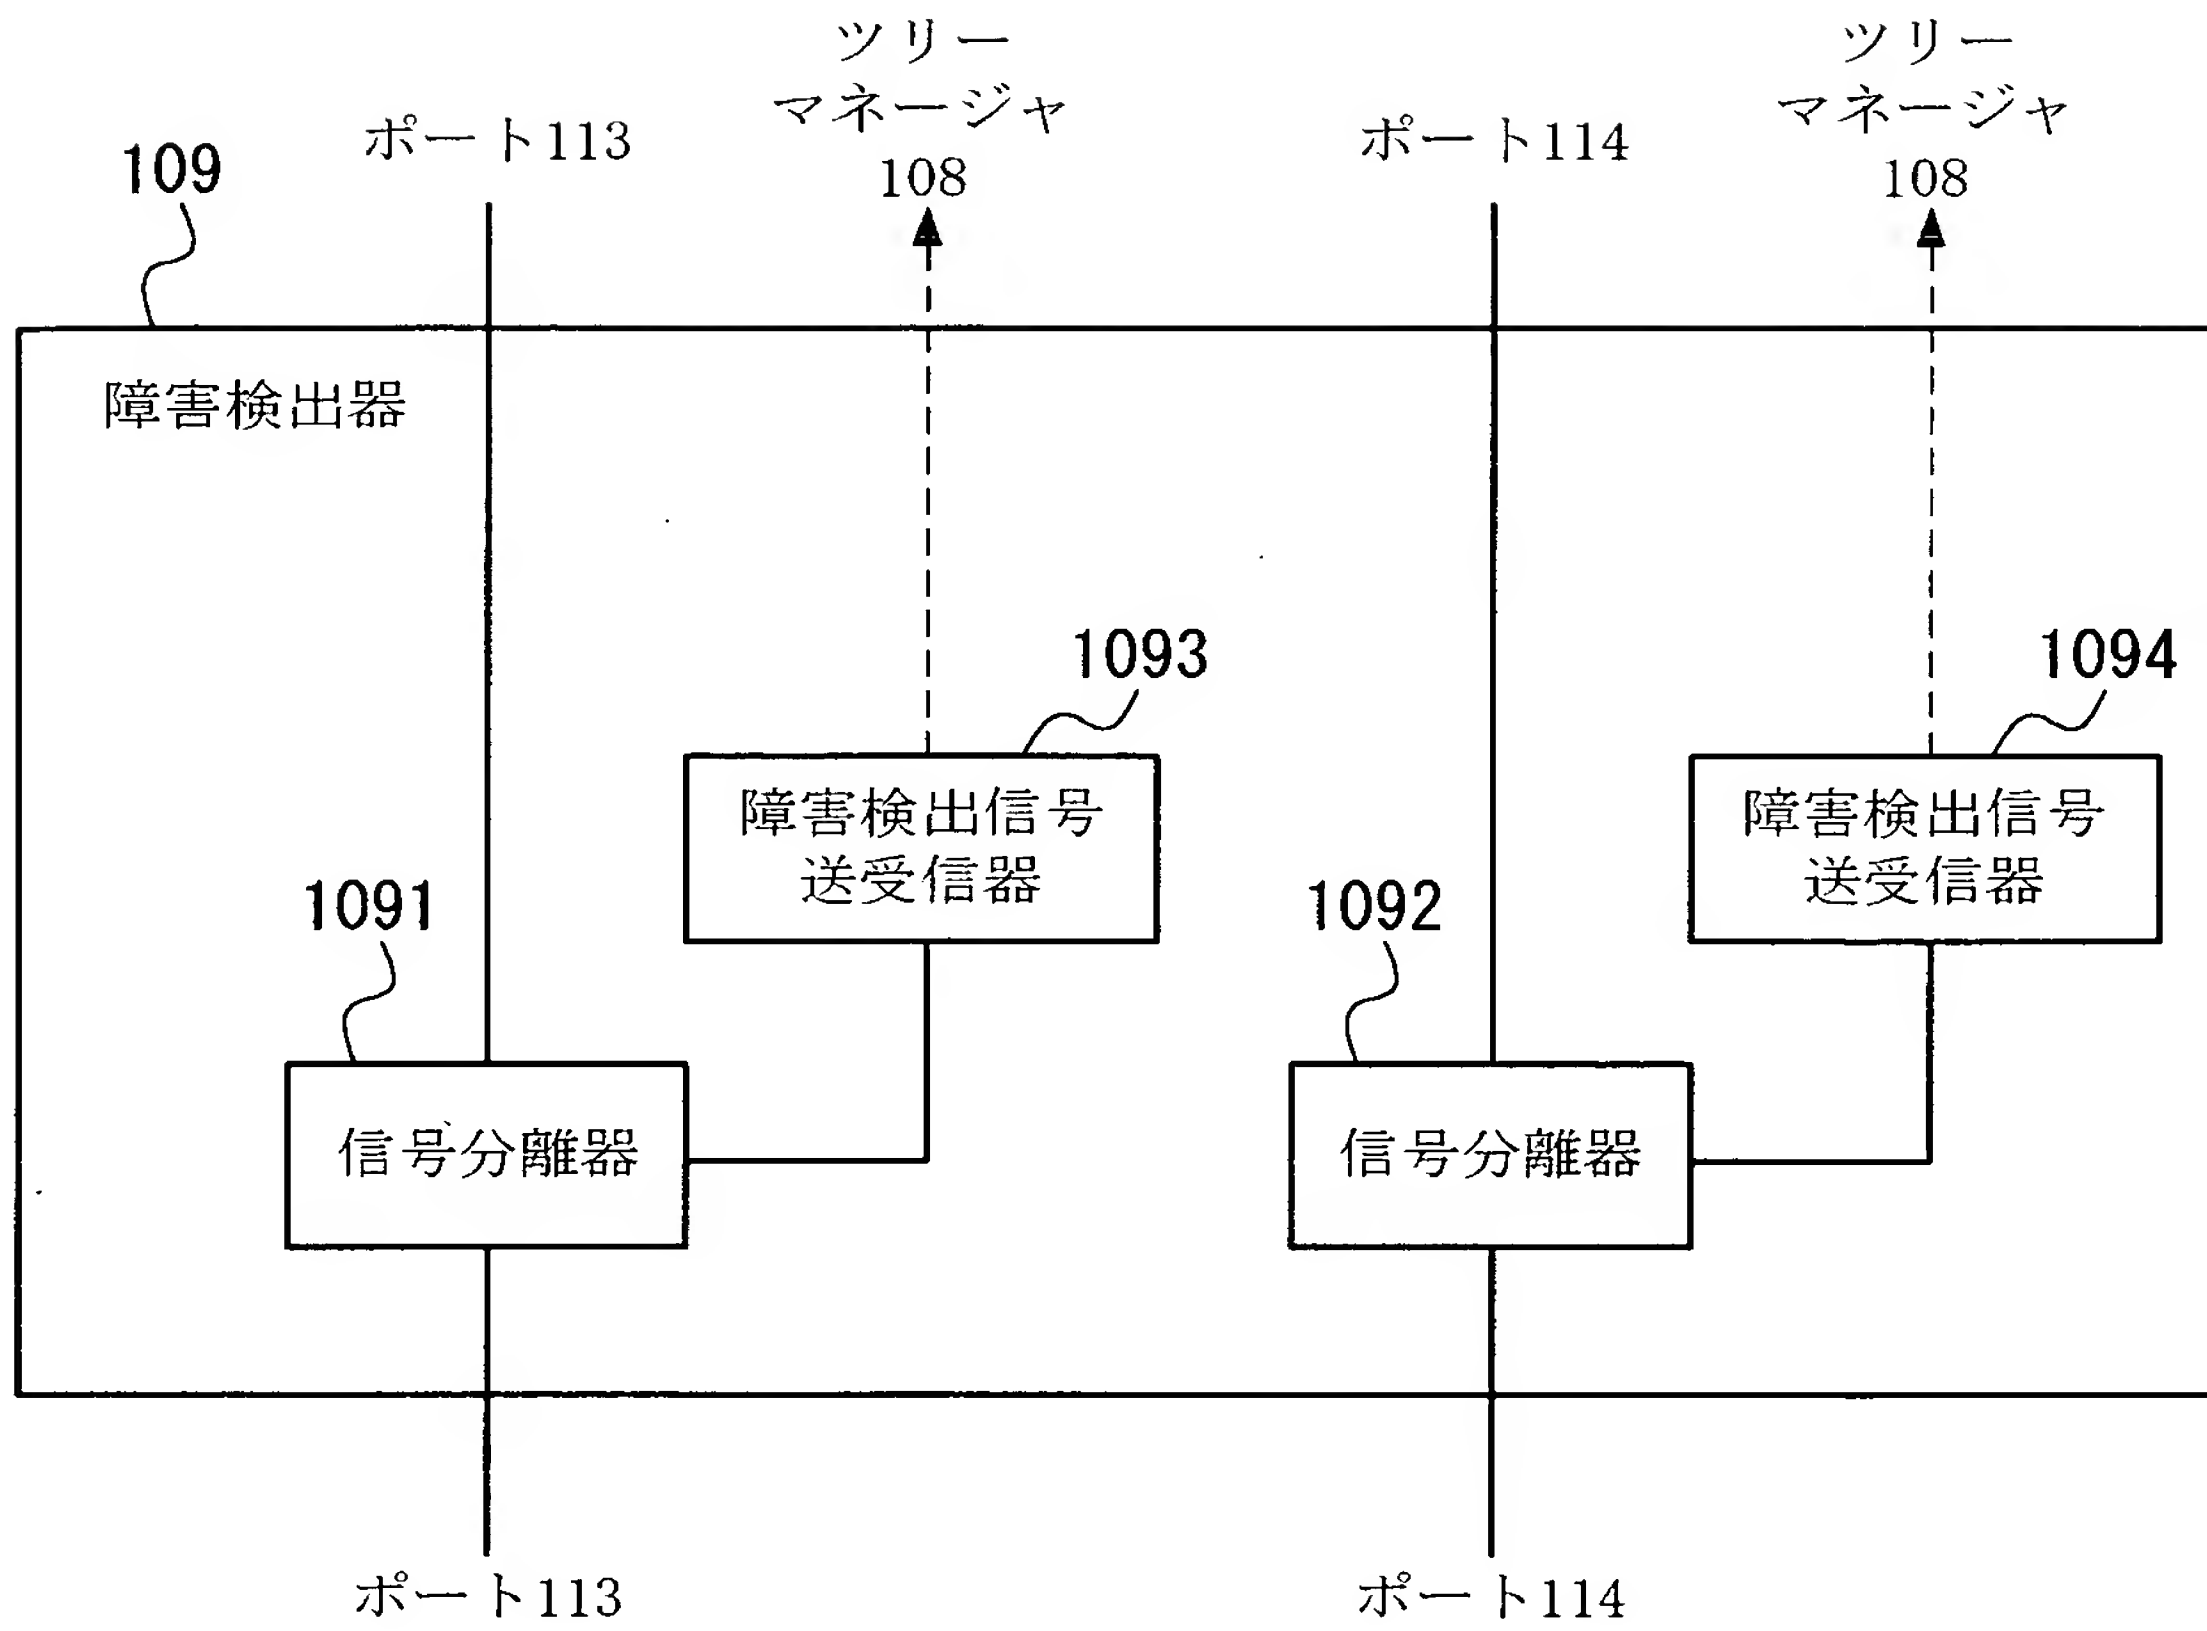 ツリー
マネージャ
108
ツリー
マネージャ
108
109
ポート113
ポート114
障害検出器
1093
1094
障害検出信号
送受信器
障害検出信号
送受信器
1091
1092
信号分離器
信号分離器
ポート113
ポート114